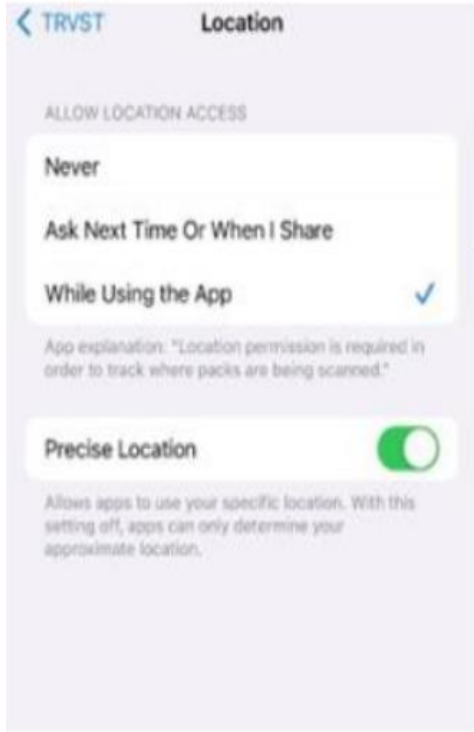 TRVST
Location
ALLOW LOCATION ACCESS
Never
Ask Next Time Or When I Share
While Using the App
App explanation: "Location permission is required in
order to track where packs are being scanned."
Precise Location
Allows apps to use your specific location. With this
setting off, apps can only determine your
approximate location.